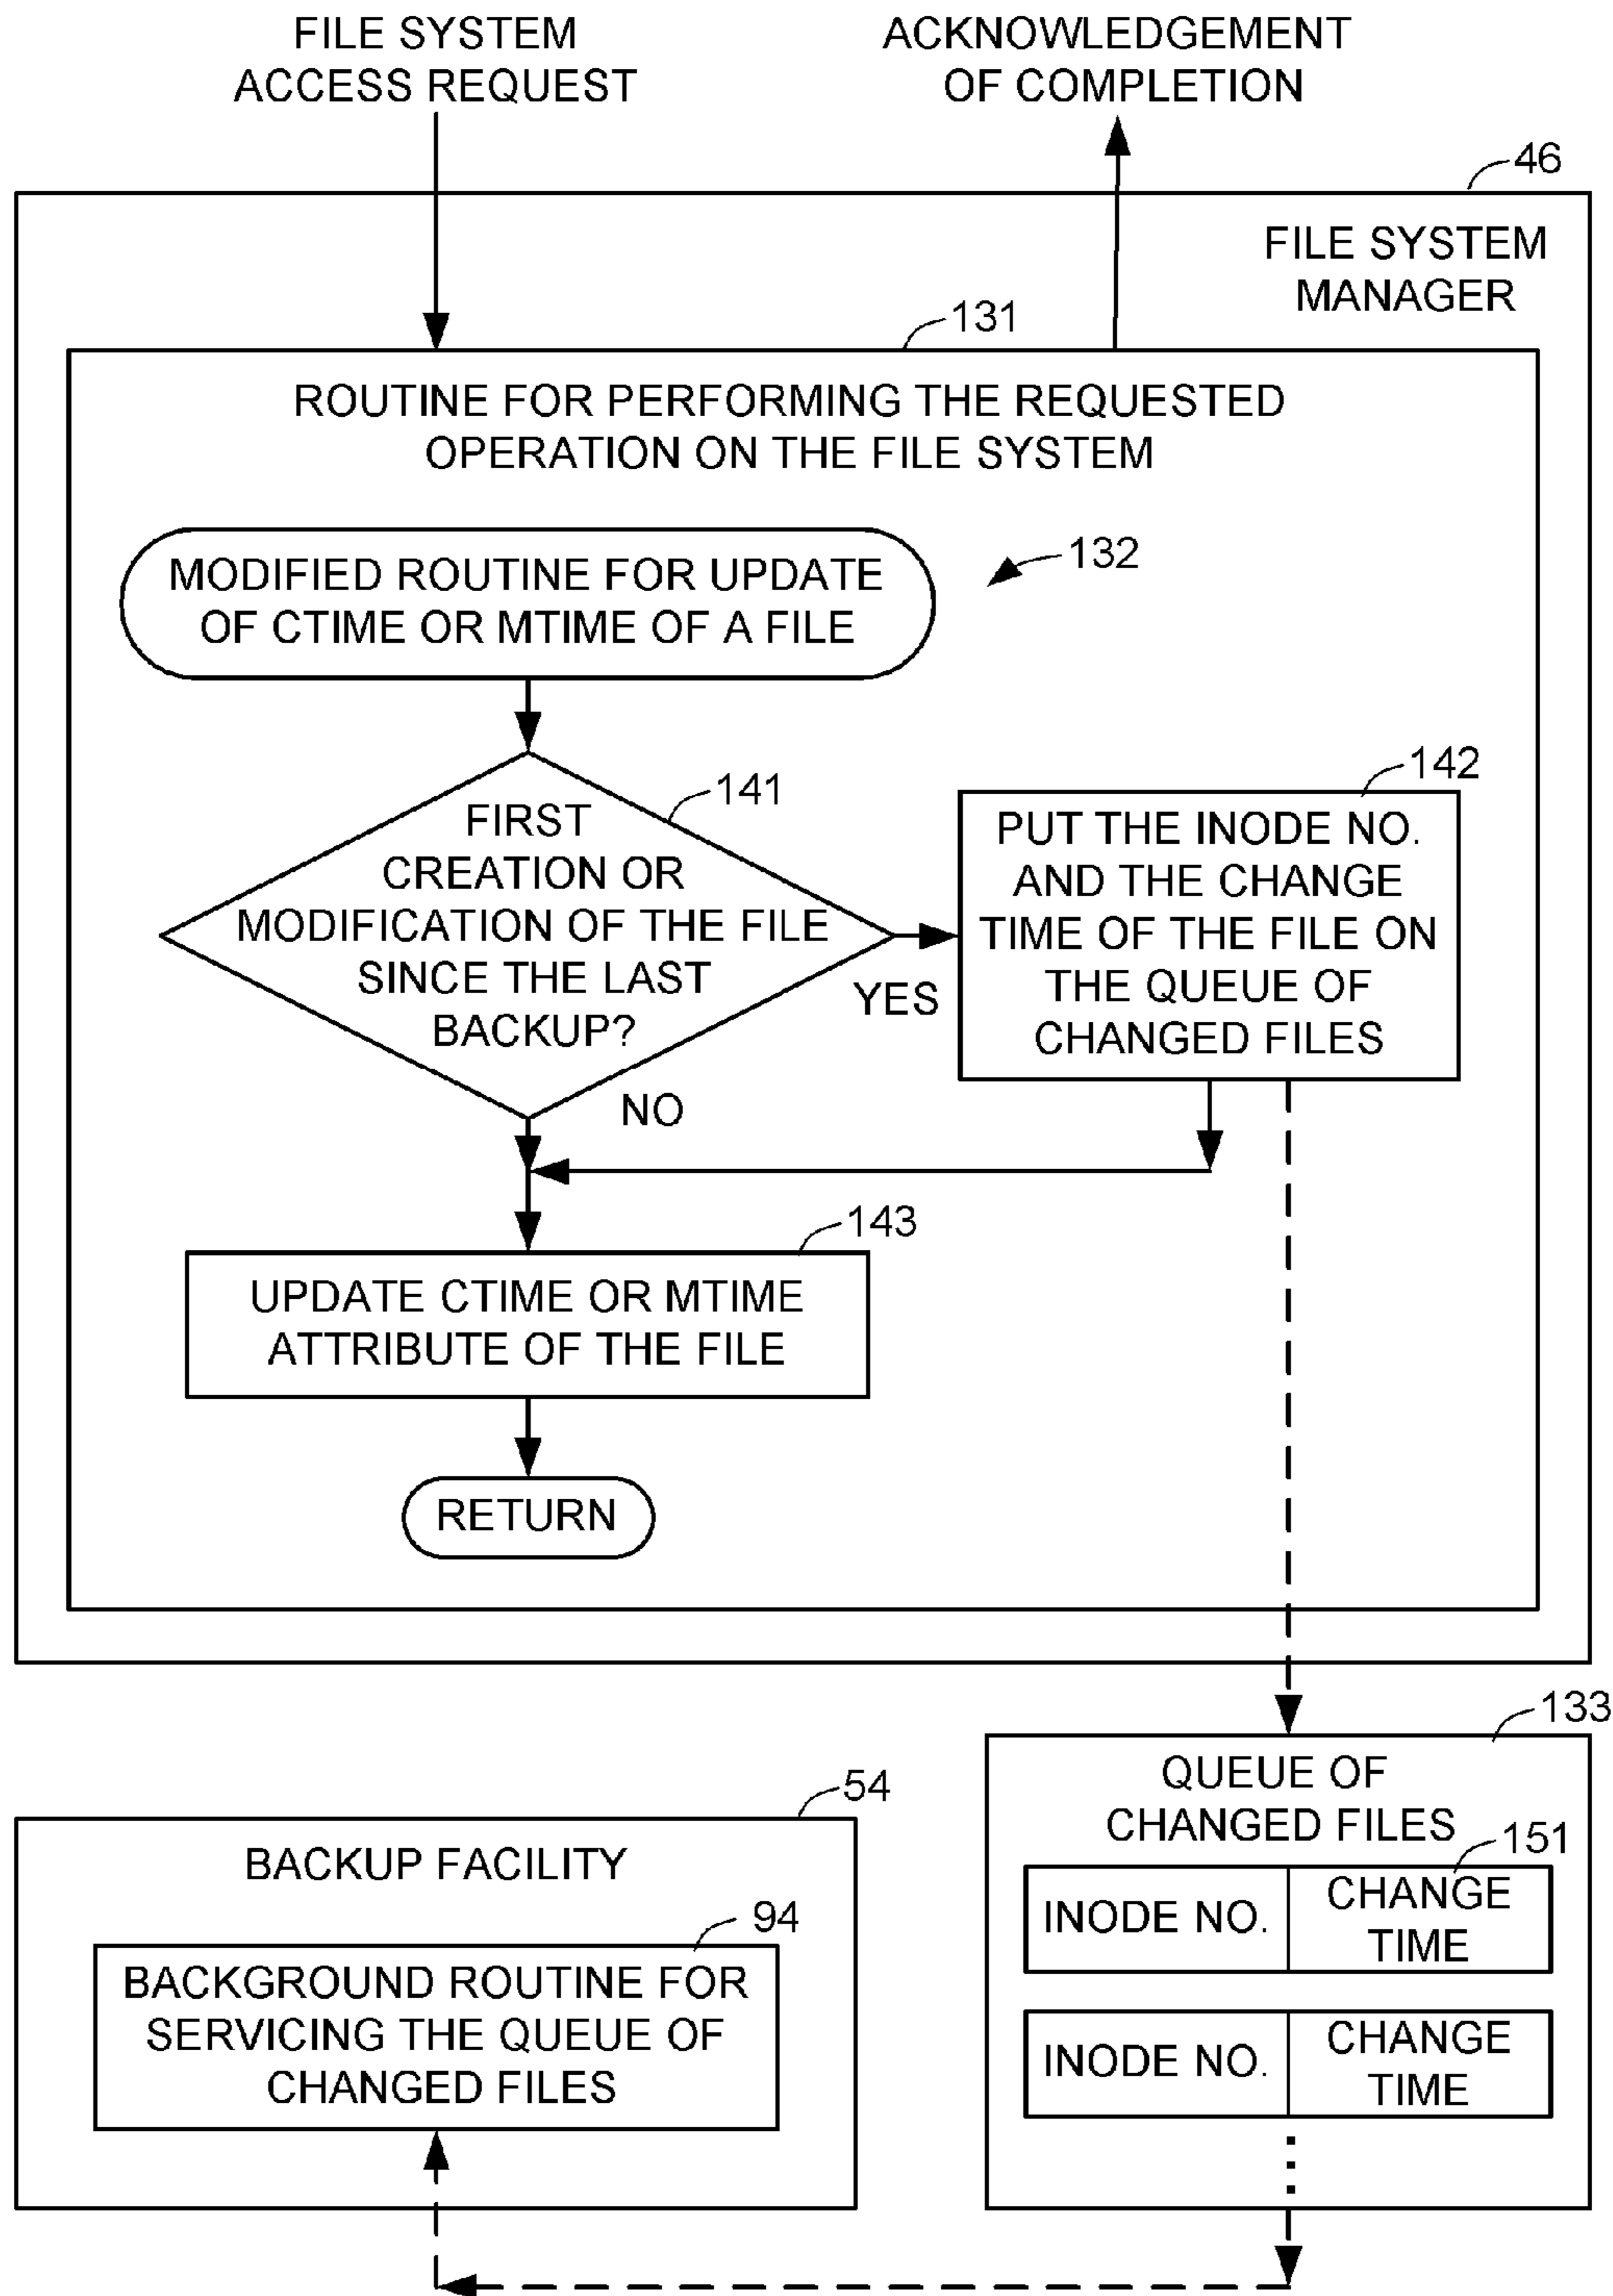 FILE SYSTEM
ACCESS REQUEST
ACKNOWLEDGEMENT
OF COMPLETION
46
FILE SYSTEM
MANAGER
131
ROUTINE FOR PERFORMING THE REQUESTED
OPERATION ON THE FILE SYSTEM
MODIFIED ROUTINE FOR UPDATE
OF CTIME OR MTIME OF A FILE
132
141
FIRST
CREATION OR
MODIFICATION OF THE FILE
SINCE THE LAST
BACKUP?
YES
NO
142
PUT THE INODE NO.
AND THE CHANGE
TIME OF THE FILE ON
THE QUEUE OF
CHANGED FILES
143
UPDATE CTIME OR MTIME
ATTRIBUTE OF THE FILE
RETURN
133
QUEUE OF
CHANGED FILES
151
INODE NO.
CHANGE
TIME
INODE NO.
CHANGE
TIME
54
BACKUP FACILITY
94
BACKGROUND ROUTINE FOR
SERVICING THE QUEUE OF
CHANGED FILES